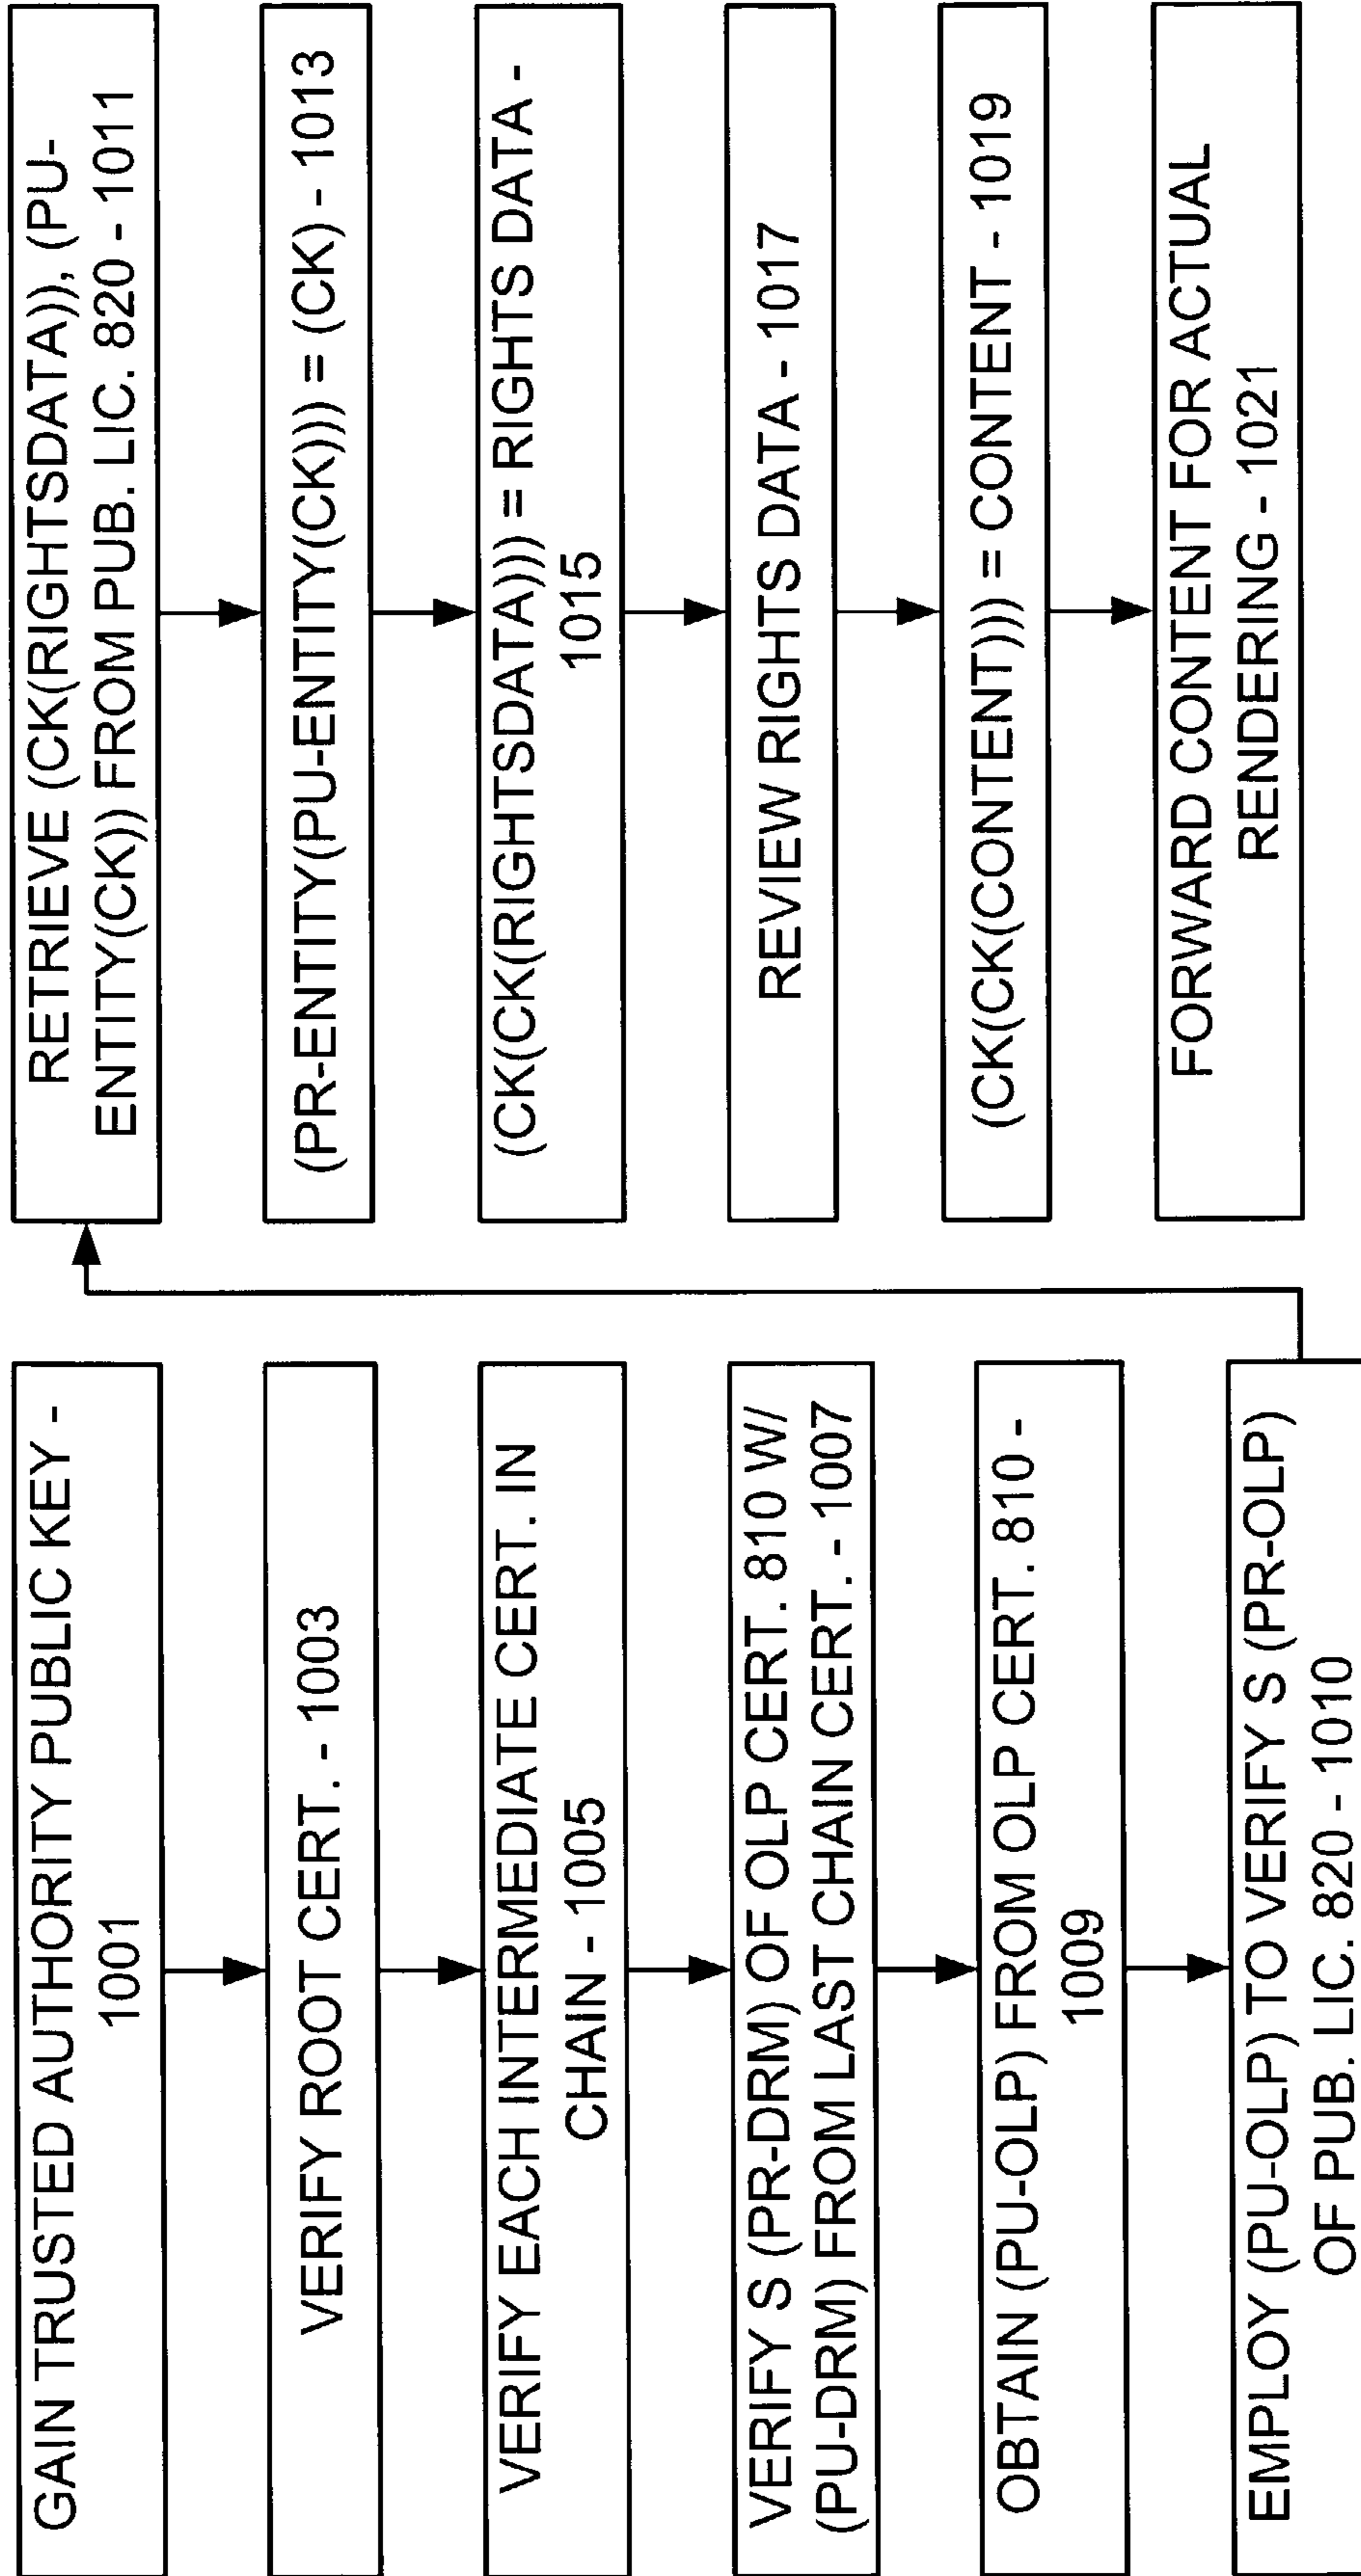 GAIN TRUSTED AUTHORITY PUBLIC KEY -
1001
VERIFY ROOT CERT. - 1003
VERIFY EACH INTERMEDIATE CERT. IN
CHAIN - 1005
VERIFY S (PR-DRM) OF OLP CERT. 810 W/
(PU-DRM) FROM LAST CHAIN CERT. - 1007
OBTAIN (PU-OLP) FROM OLP CERT. 810 -
1009
EMPLOY (PU-OLP) TO VERIFY S (PR-OLP)
OF PUB. LIC. 820 - 1010
RETRIEVE (CK(RIGHTSDATA)), (PU-
ENTITY(CK)) FROM PUB. LIC. 820 - 1011
(PR-ENTITY(PU-ENTITY(CK))) = (CK) - 1013
(CK(CK(RIGHTSDATA))) = RIGHTS DATA -
1015
REVIEW RIGHTS DATA - 1017
(CK(CK(CONTENT))) = CONTENT - 1019
FORWARD CONTENT FOR ACTUAL
RENDERING - 1021